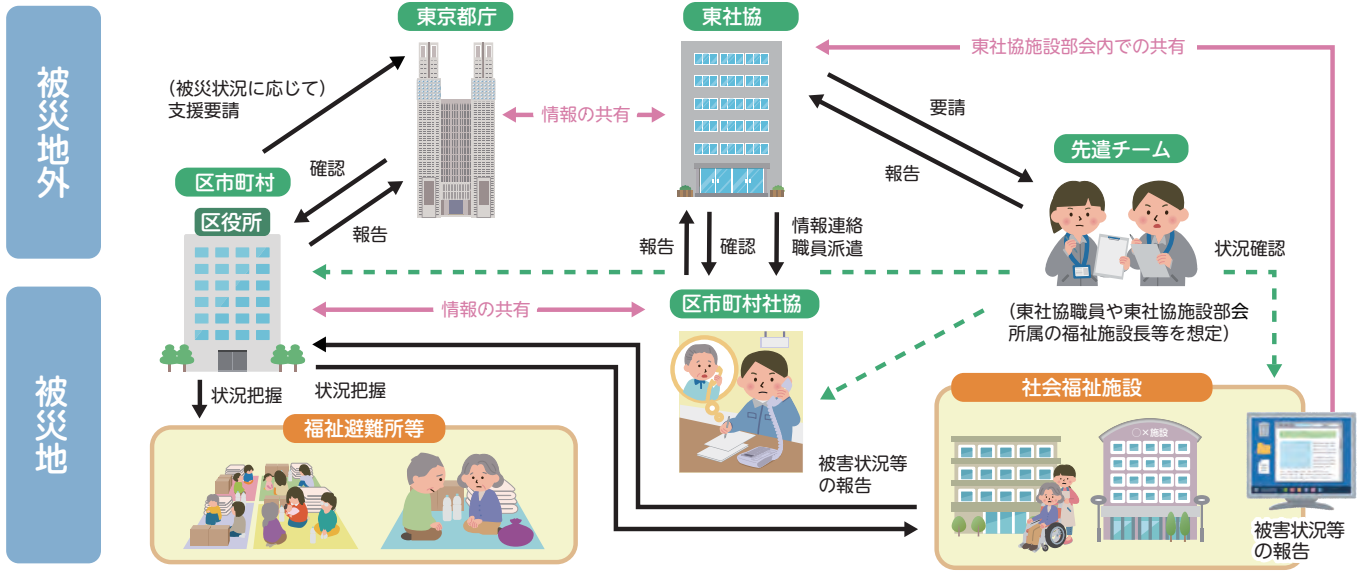 被災地外
被災地
東京都庁
東社協
東社協施設部会内での共有
(被災状況に応じて)
支援要請
情報の共有
要請
先遣チーム
確認
報告
区市町村
区役所
報告
報告
確認
情報連絡
職員派遣
状況確認
情報の共有
区市町村社協
(東社協職員や東社協施設部会
所属の福祉施設長等を想定)
状況把握
状況把握
社会福祉施設
福祉避難所等
○×施設
被害状況等
の報告
被害状況等
の報告